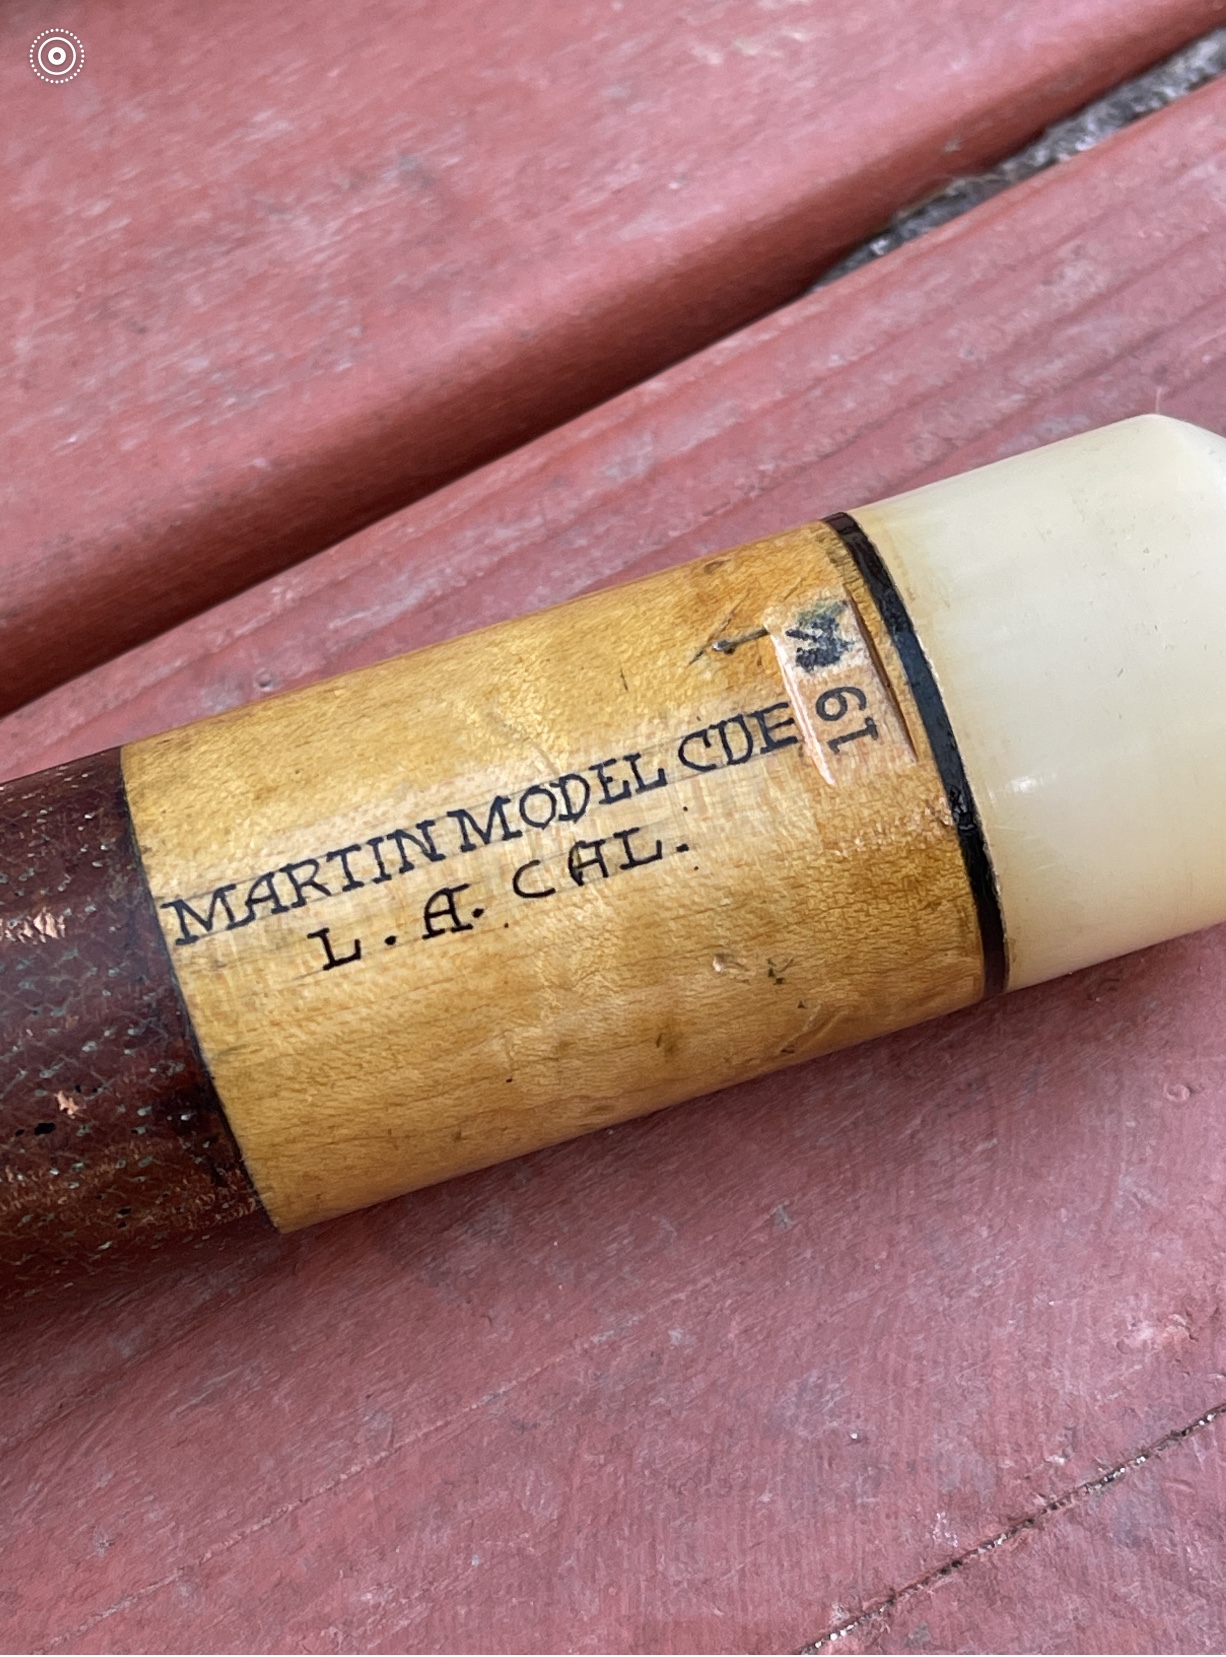 MARTIN MODEL CUE
L. A. CAL.
19